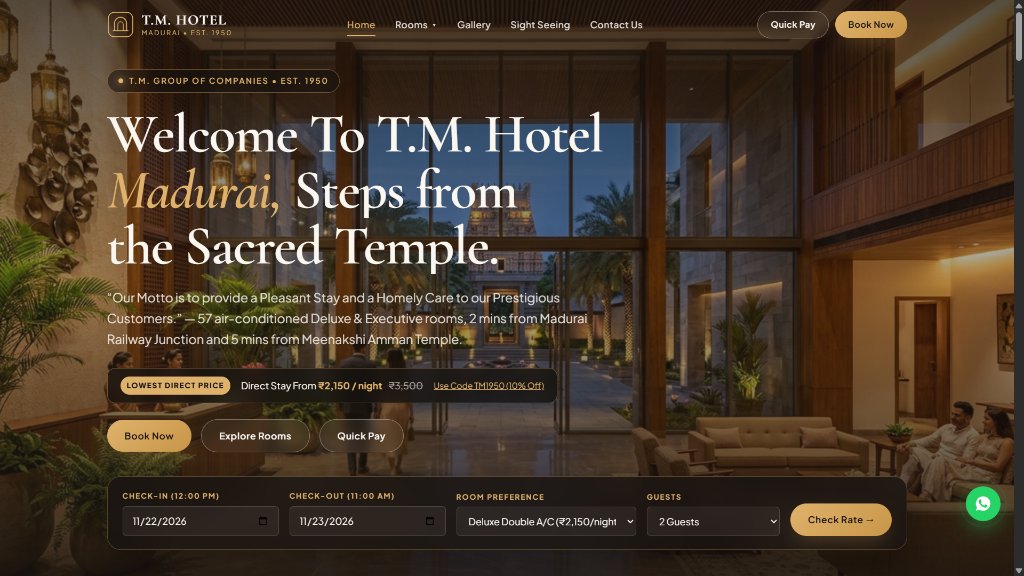 T.M. HOTEL
MADURAI • EST. 1950
Home
Rooms ▾
Gallery
Sight Seeing
Contact Us
Quick Pay
Book Now
T.M. GROUP OF COMPANIES • EST. 1950
Welcome To T.M. Hotel
Madurai, Steps from
the Sacred Temple.
"Our Motto is to provide a Pleasant Stay and a Homely Care to our Prestigious
Customers." — 57 air-conditioned Deluxe & Executive rooms, 2 mins from Madurai
Railway Junction and 5 mins from Meenakshi Amman Temple.
LOWEST DIRECT PRICE
Direct Stay From ₹2,150 / night ₹3,500 Use Code TM1950 (10% Off)
Book Now
Explore Rooms
Quick Pay
CHECK-IN (12:00 PM)
11/22/2026
CHECK-OUT (11:00 AM)
11/23/2026
ROOM PREFERENCE
Deluxe Double A/C (₹2,150/night
GUESTS
2 Guests
Check Rate →